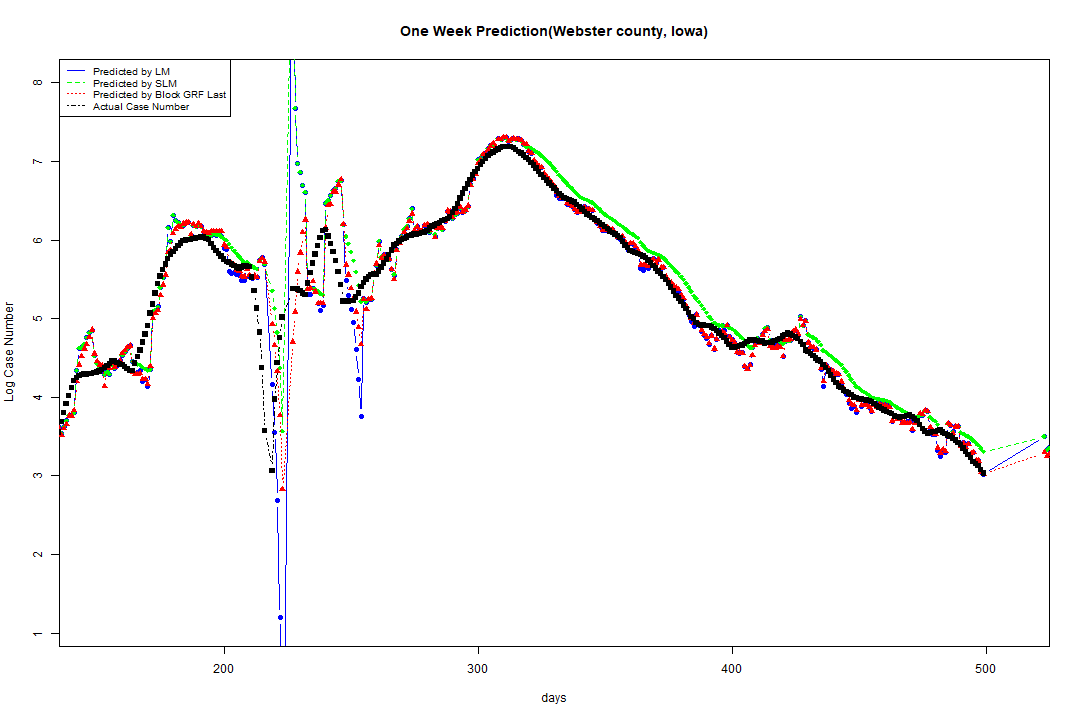 One Week Prediction(Webster county, Iowa)
Predicted by LM
Predicted by SLM
Predicted by Block GRF Last
Actual Case Number
Log Case Number
8
7
6
5
4
3
2
1
200 300 400 500
days